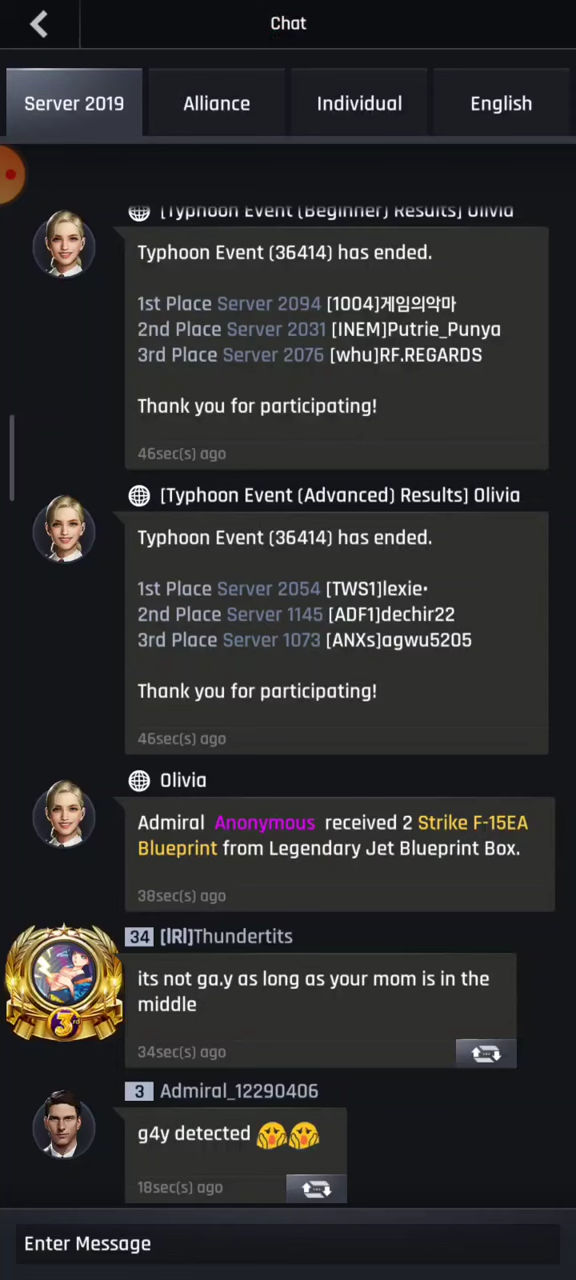 Chat
Server 2019
Alliance
Individual
English
[Typhoon Event (Beginner) Results] Olivia
Typhoon Event (36414) has ended.
1st Place Server 2094 [1004]게임의악마
2nd Place Server 2031 [INEM]Putrie_Punya
3rd Place Server 2076 [whu]RF.REGARDS
Thank you for participating!
46sec(s) ago
[Typhoon Event (Advanced) Results] Olivia
Typhoon Event (36414) has ended.
1st Place Server 2054 [TWS1]lexie•
2nd Place Server 1145 [ADF1]dechir22
3rd Place Server 1073 [ANXs]agwu5205
Thank you for participating!
46sec(s) ago
Olivia
Admiral Anonymous received 2 Strike F-15EA
Blueprint from Legendary Jet Blueprint Box.
38sec(s) ago
34 [lRl]Thundertits
its not ga.y as long as your mom is in the
middle
34sec(s) ago
3rd
3 Admiral_12290406
g4y detected
18sec(s) ago
Enter Message